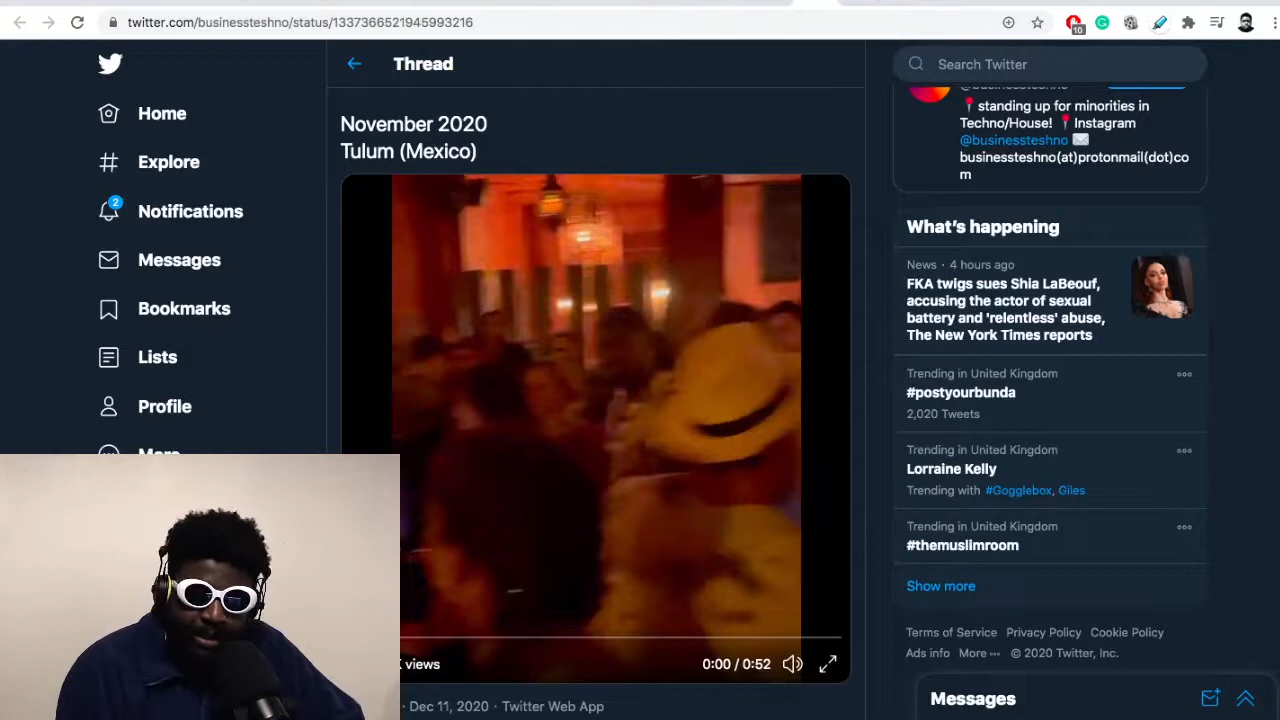 twitter.com/businessteshno/status/1337366521945993216
10
Home
Explore
2
Notifications
Messages
Bookmarks
Lists
Profile
Thread
November 2020
Tulum (Mexico)
views
0:00 / 0:52
Dec 11, 2020 · Twitter Web App
Search Twitter
📍standing up for minorities in
Techno/House! 📍Instagram
@businessteshno ✉️
businessteshno(at)protonmail(dot)co
m
What's happening
News · 4 hours ago
FKA twigs sues Shia LaBeouf,
accusing the actor of sexual
battery and 'relentless' abuse,
The New York Times reports
Trending in United Kingdom
#postyourbunda
2,020 Tweets
Trending in United Kingdom
Lorraine Kelly
Trending with #Gogglebox, Giles
Trending in United Kingdom
#themuslimroom
Show more
Terms of Service Privacy Policy Cookie Policy
Ads info More ··· © 2020 Twitter, Inc.
Messages